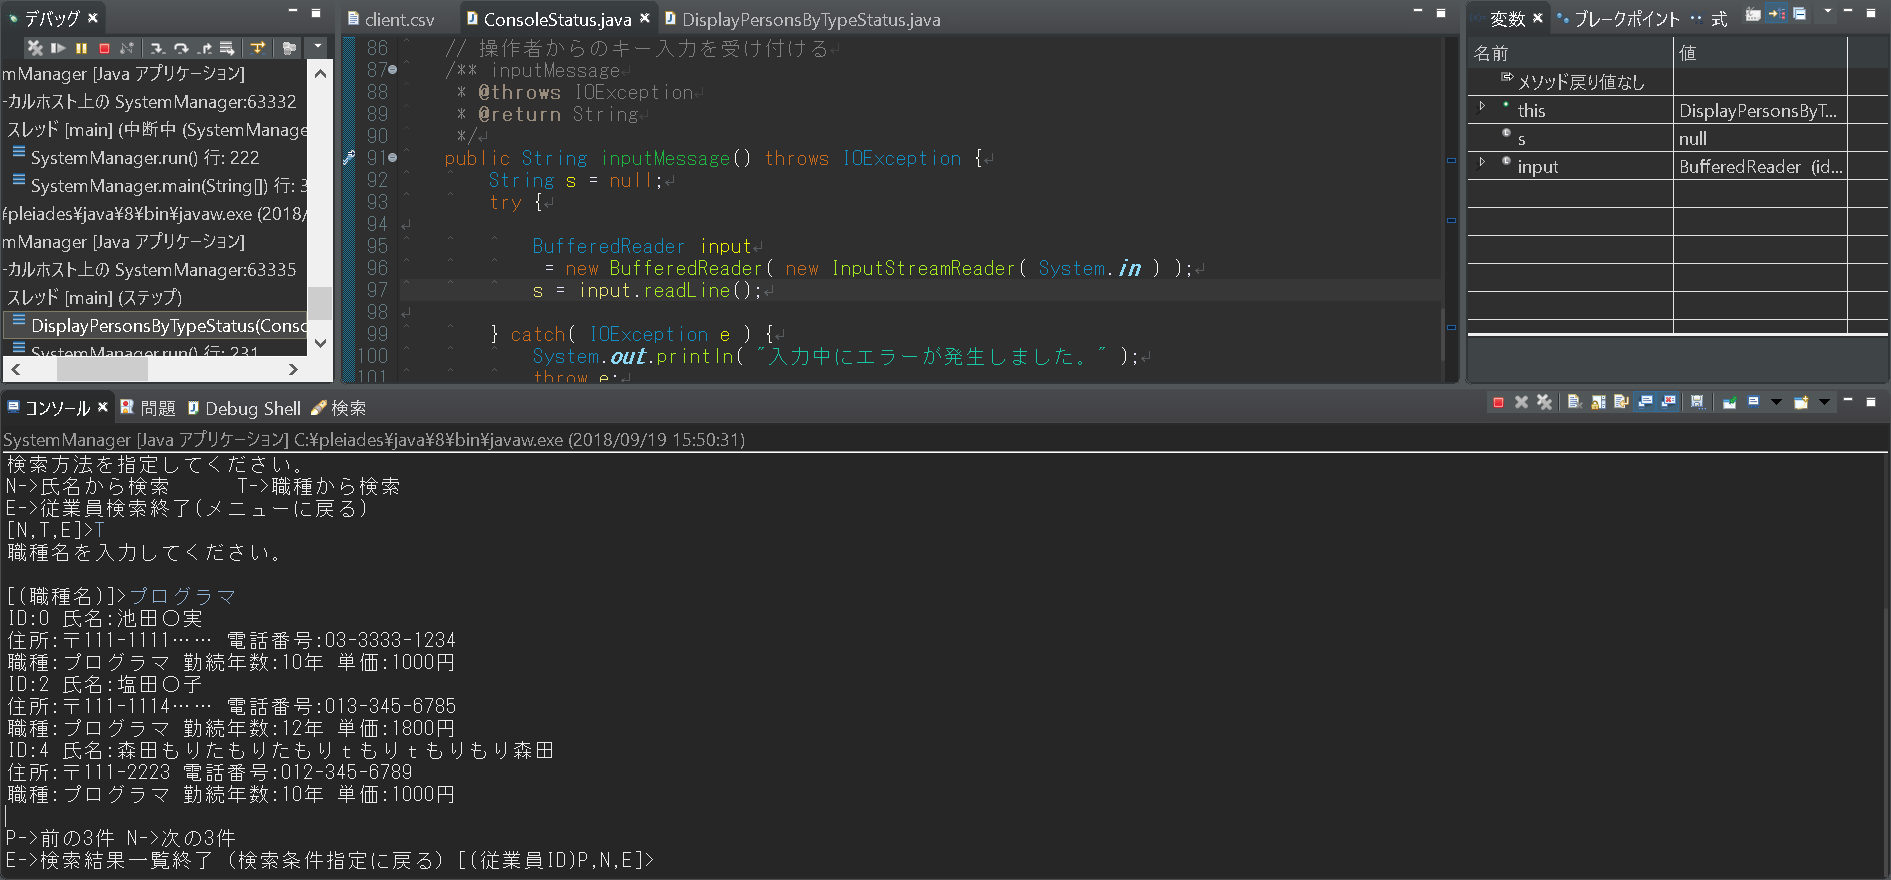 デバッグ
mManager [Java アプリケーション]
ーカルホスト上の SystemManager:63332
スレッド [main] (中断中 (SystemManage
SystemManager.run() 行: 222
SystemManager.main(String[]) 行: 3
¥pleiades¥java¥8¥bin¥javaw.exe (2018/
mManager [Java アプリケーション]
ーカルホスト上の SystemManager:63335
スレッド [main] (ステップ)
DisplayPersonsByTypeStatus(Consc
SystemManager.run() 行: 231
client.csv
ConsoleStatus.java
DisplayPersonsByTypeStatus.java
86 // 操作者からのキー入力を受け付ける
87 /** inputMessage
88 * @throws IOException
89 * @return String
90 */
91 public String inputMessage() throws IOException {
92 String s = null;
93 try {
94
95 BufferedReader input
96 = new BufferedReader( new InputStreamReader( System.in ) );
97 s = input.readLine();
98
99 } catch( IOException e ) {
100 System.out.println( "入力中にエラーが発生しました。" );
101 throw e;
変数 ブレークポイント 式
名前 値
メソッド戻り値なし
this DisplayPersonsByT...
s null
input BufferedReader (id...
コンソール 問題 Debug Shell 検索
SystemManager [Java アプリケーション] C:¥pleiades¥java¥8¥bin¥javaw.exe (2018/09/19 15:50:31)
検索方法を指定してください。
N->氏名から検索 T->職種から検索
E->従業員検索終了(メニューに戻る)
[N,T,E]>T
職種名を入力してください。
[(職種名)]>プログラマ
ID:0 氏名:池田〇実
住所:〒111-1111…… 電話番号:03-3333-1234
職種:プログラマ 勤続年数:10年 単価:1000円
ID:2 氏名:塩田〇子
住所:〒111-1114…… 電話番号:013-345-6785
職種:プログラマ 勤続年数:12年 単価:1800円
ID:4 氏名:森田もりたもりたもりｔもりｔもりもり森田
住所:〒111-2223 電話番号:012-345-6789
職種:プログラマ 勤続年数:10年 単価:1000円
P->前の3件 N->次の3件
E->検索結果一覧終了 (検索条件指定に戻る) [(従業員ID)P,N,E]>